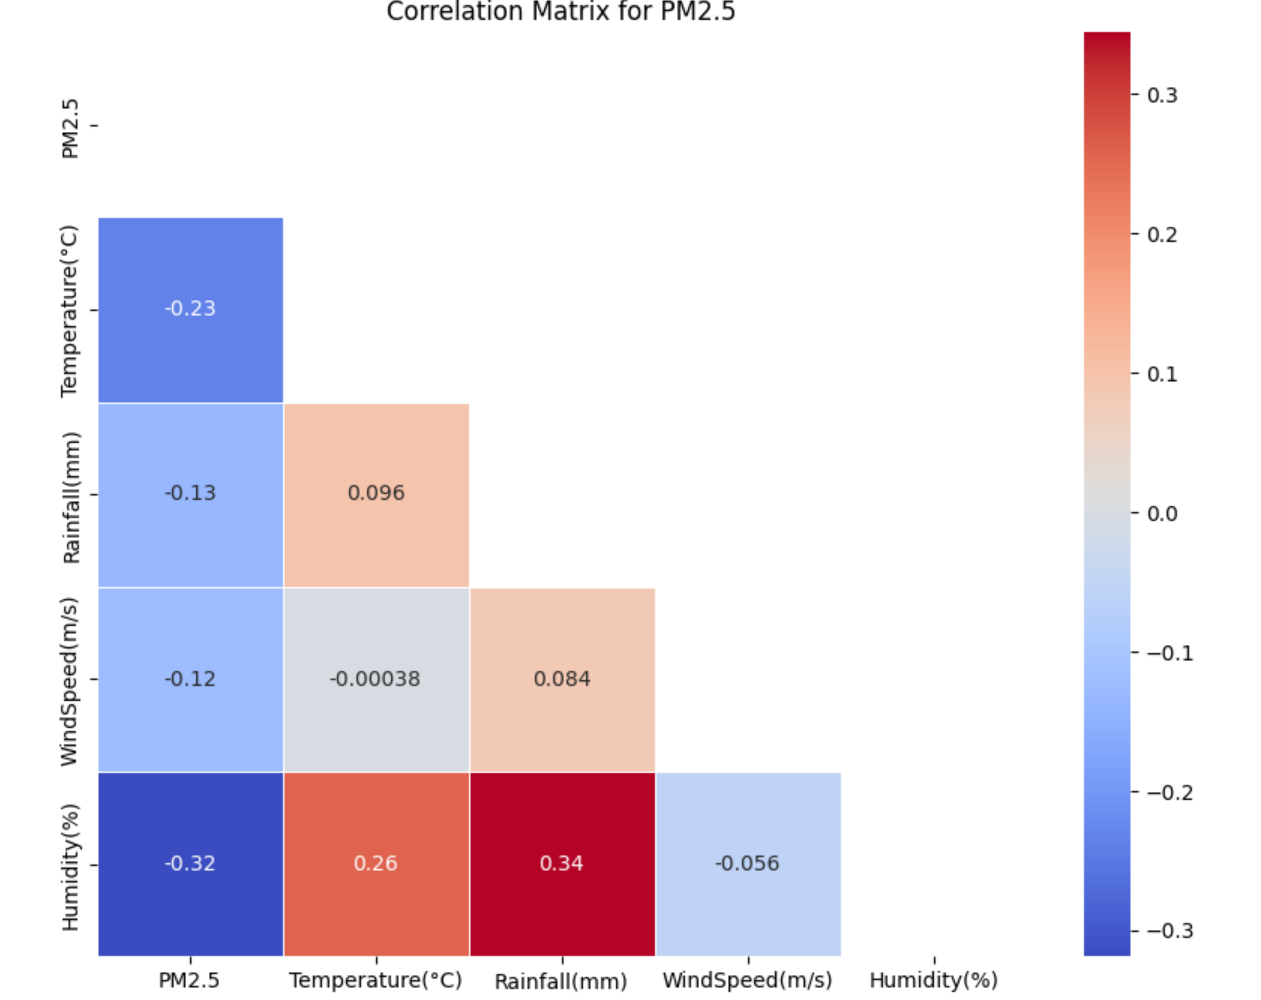 Correlation Matrix for PM2.5
PM2.5
Temperature(°C)
-0.23
Rainfall(mm)
-0.13 0.096
WindSpeed(m/s)
-0.12 -0.00038 0.084
Humidity(%)
-0.32 0.26 0.34 -0.056
PM2.5 Temperature(°C) Rainfall(mm) WindSpeed(m/s) Humidity(%)
0.3
0.2
0.1
0.0
−0.1
−0.2
−0.3